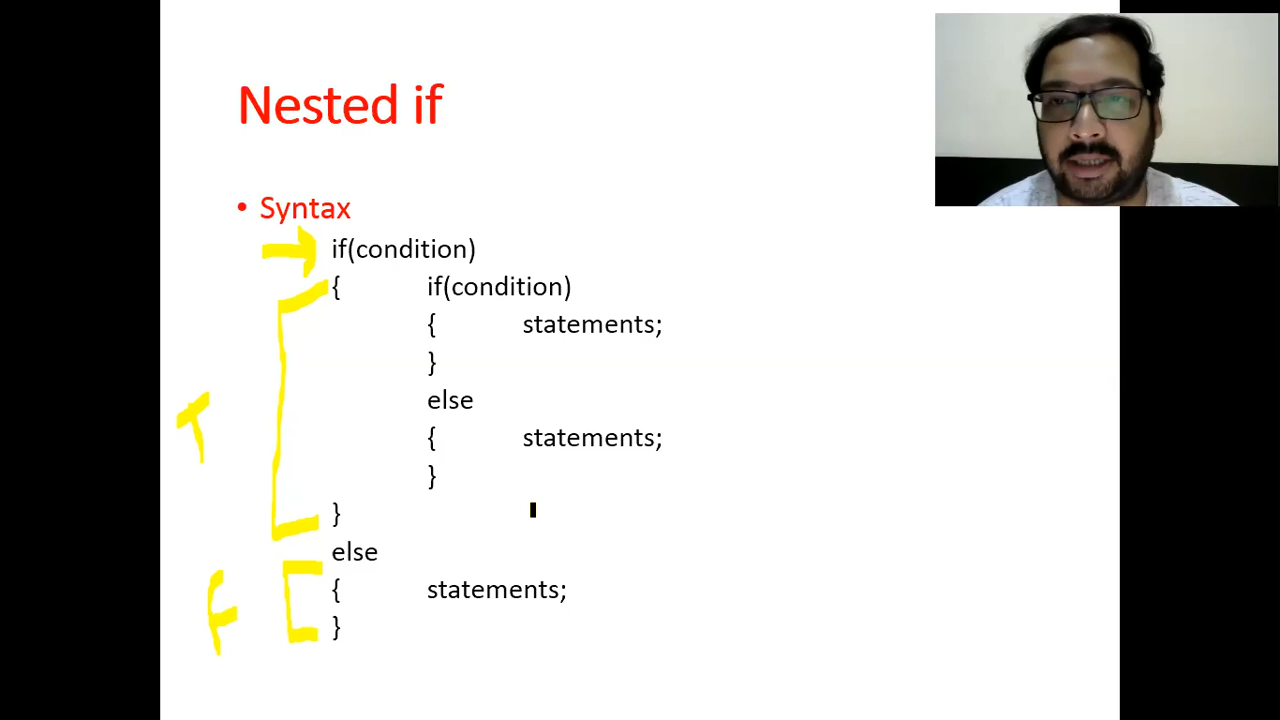 Nested if
• Syntax
if(condition)
{ if(condition)
{ statements;
}
else
{ statements;
}
T
}
else
{ statements;
F
}